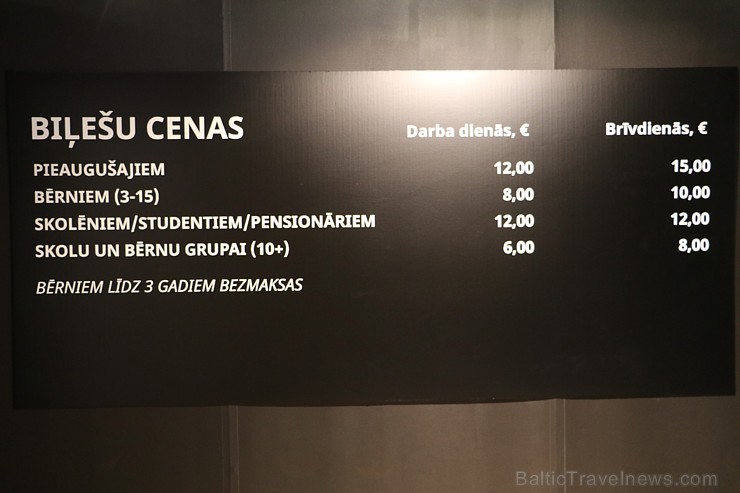 BIĻEŠU CENAS Darba dienās, € Brīvdienās, €
PIEAUGUŠAJIEM 12,00 15,00
BĒRNIEM (3-15) 8,00 10,00
SKOLĒNIEM/STUDENTIEM/PENSIONĀRIEM 12,00 12,00
SKOLU UN BĒRNU GRUPAI (10+) 6,00 8,00
BĒRNIEM LĪDZ 3 GADIEM BEZMAKSAS
BalticTravelnews.com